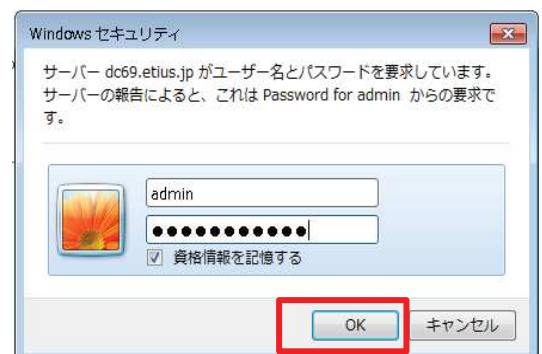 Windows セキュリティ
サーバー dc69.etius.jp がユーザー名とパスワードを要求しています。
サーバーの報告によると、これは Password for admin からの要求で
す。
admin
●●●●●●●●●●●
資格情報を記憶する
OK
キャンセル